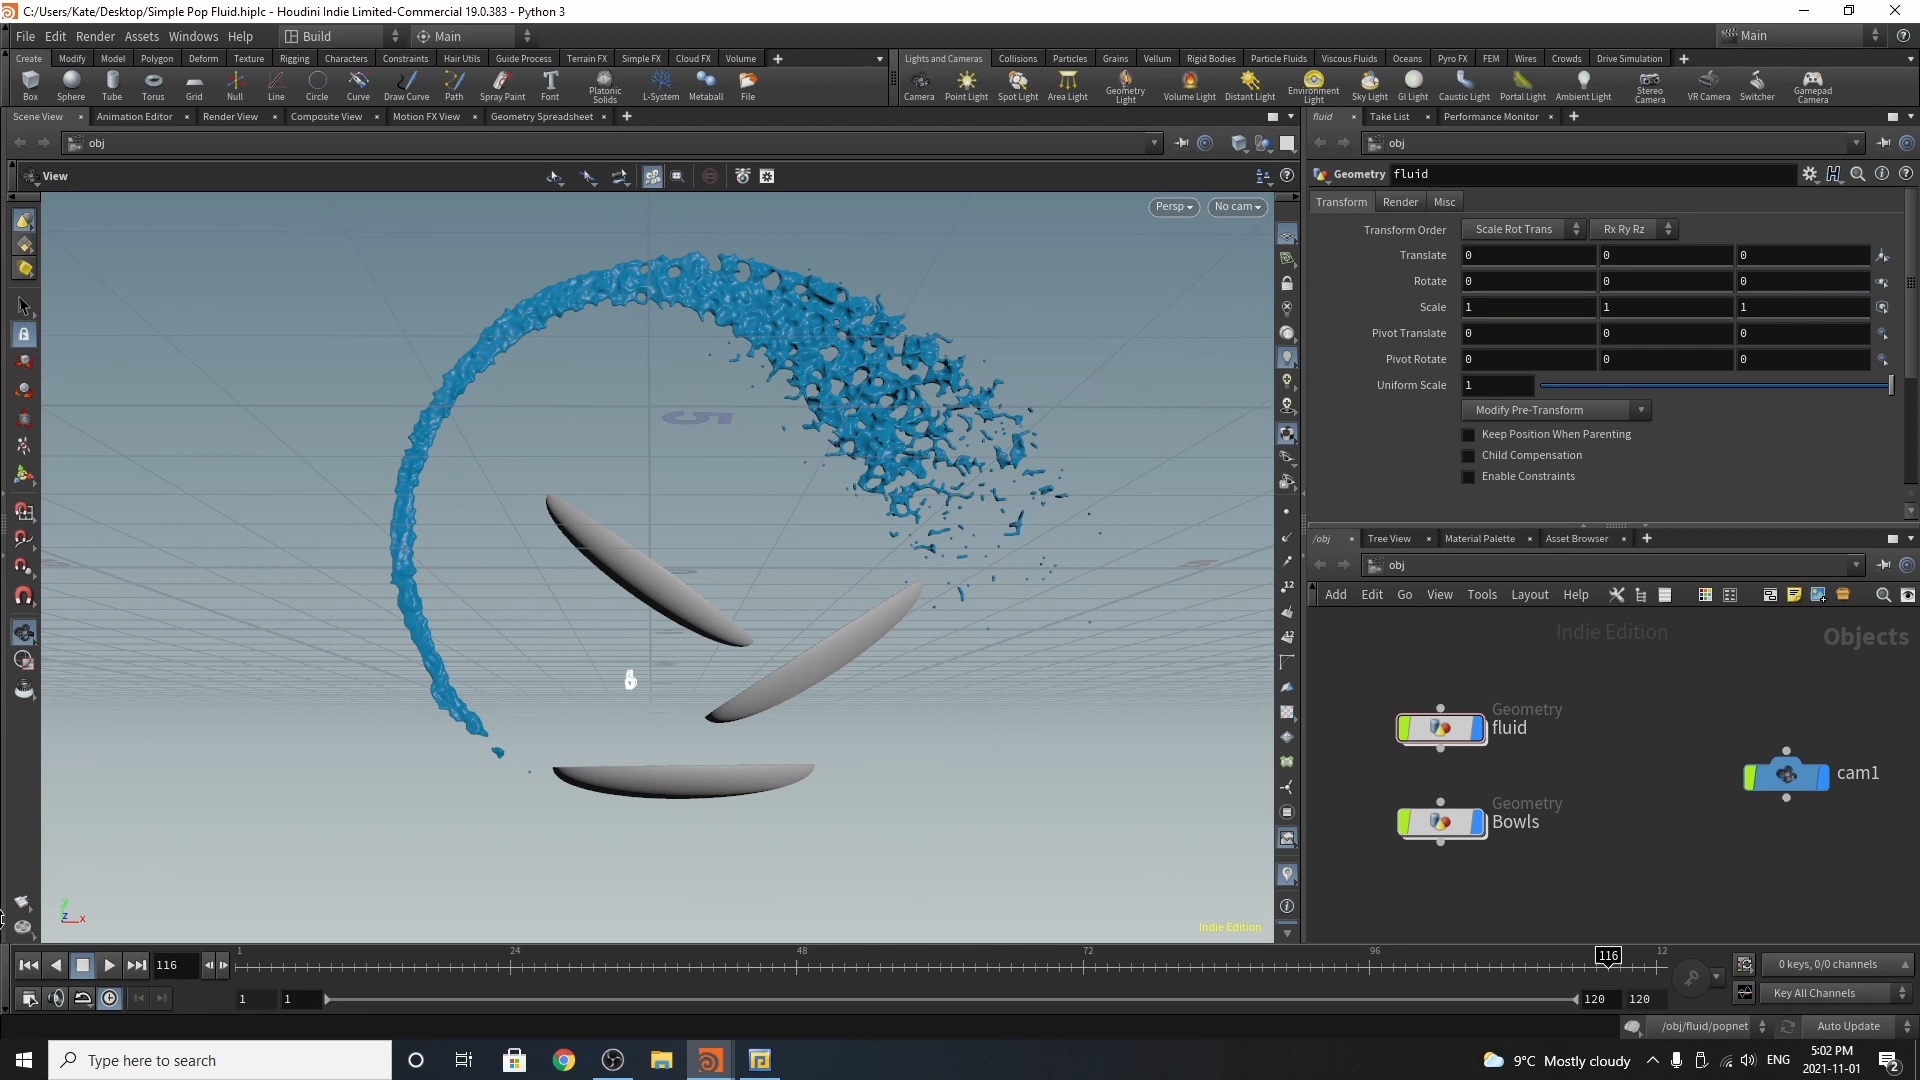 C:/Users/Kate/Desktop/Simple Pop Fluid.hiplc - Houdini Indie Limited-Commercial 19.0.383 - Python 3
File Edit Render Assets Windows Help Build Main Main
Create Modify Model Polygon Deform Texture Rigging Characters Constraints Hair Utils Guide Process Terrain FX Simple FX Cloud FX Volume
Lights and Cameras Collisions Particles Grains Vellum Rigid Bodies Particle Fluids Viscous Fluids Oceans Pyro FX FEM Wires Crowds Drive Simulation
Box Sphere Tube Torus Grid Null Line Circle Curve Draw Curve Path Spray Paint Font Platonic Solids L-System Metaball File
Camera Point Light Spot Light Area Light Geometry Light Volume Light Distant Light Environment Light Sky Light GI Light Caustic Light Portal Light Ambient Light Stereo Camera VR Camera Switcher Gamepad Camera
Scene View Animation Editor Render View Composite View Motion FX View Geometry Spreadsheet
fluid Take List Performance Monitor
obj
obj
View
Geometry fluid
Persp No cam
Transform Render Misc
Transform Order Scale Rot Trans Rx Ry Rz
Translate 0 0 0
Rotate 0 0 0
Scale 1 1 1
Pivot Translate 0 0 0
Pivot Rotate 0 0 0
Uniform Scale 1
Modify Pre-Transform
Keep Position When Parenting
Child Compensation
Enable Constraints
5
/obj Tree View Material Palette Asset Browser
obj
Add Edit Go View Tools Layout Help
Indie Edition
Objects
Geometry
fluid
cam1
Geometry
Bowls
12
12
6
y
z x
Indie Edition
116 1 24 48 72 96 116 12
0 keys, 0/0 channels
1 1 120 120
Key All Channels
/obj/fluid/popnet Auto Update
Type here to search
9°C Mostly cloudy
ENG
5:02 PM
2021-11-01
2